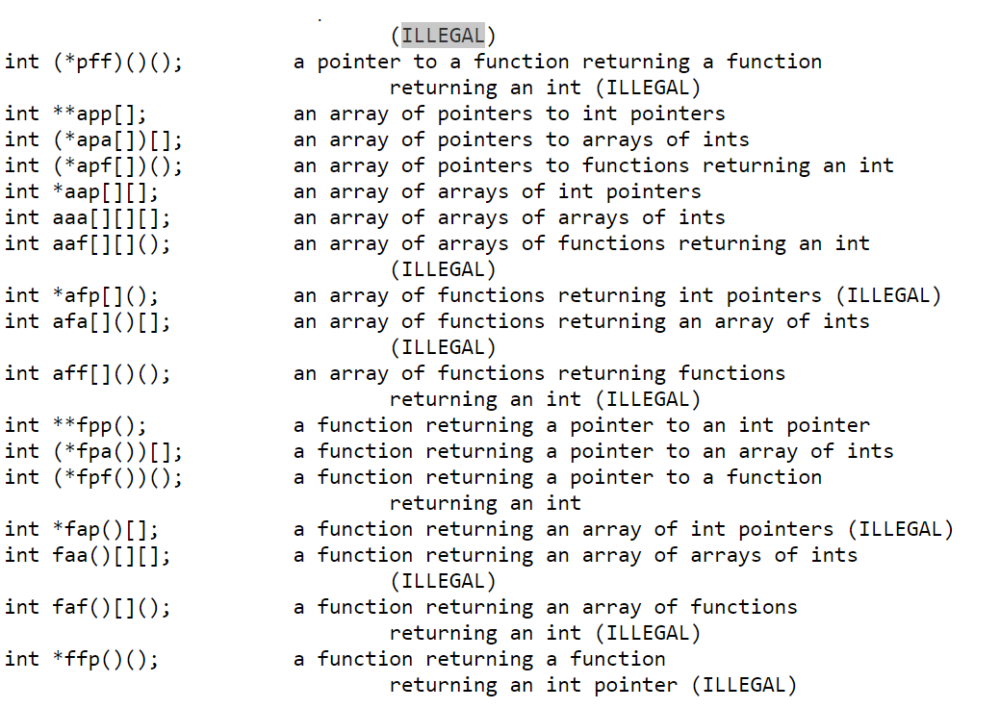 (ILLEGAL)
int (*pff)()(); a pointer to a function returning a function
returning an int (ILLEGAL)
int **app[]; an array of pointers to int pointers
int (*apa[])[]; an array of pointers to arrays of ints
int (*apf[])(); an array of pointers to functions returning an int
int *aap[][]; an array of arrays of int pointers
int aaa[][][]; an array of arrays of arrays of ints
int aaf[][](); an array of arrays of functions returning an int
(ILLEGAL)
int *afp[](); an array of functions returning int pointers (ILLEGAL)
int afa[]()[]; an array of functions returning an array of ints
(ILLEGAL)
int aff[]()(); an array of functions returning functions
returning an int (ILLEGAL)
int **fpp(); a function returning a pointer to an int pointer
int (*fpa())[]; a function returning a pointer to an array of ints
int (*fpf())(); a function returning a pointer to a function
returning an int
int *fap()[]; a function returning an array of int pointers (ILLEGAL)
int faa()[][]; a function returning an array of arrays of ints
(ILLEGAL)
int faf()[](); a function returning an array of functions
returning an int (ILLEGAL)
int *ffp()(); a function returning a function
returning an int pointer (ILLEGAL)